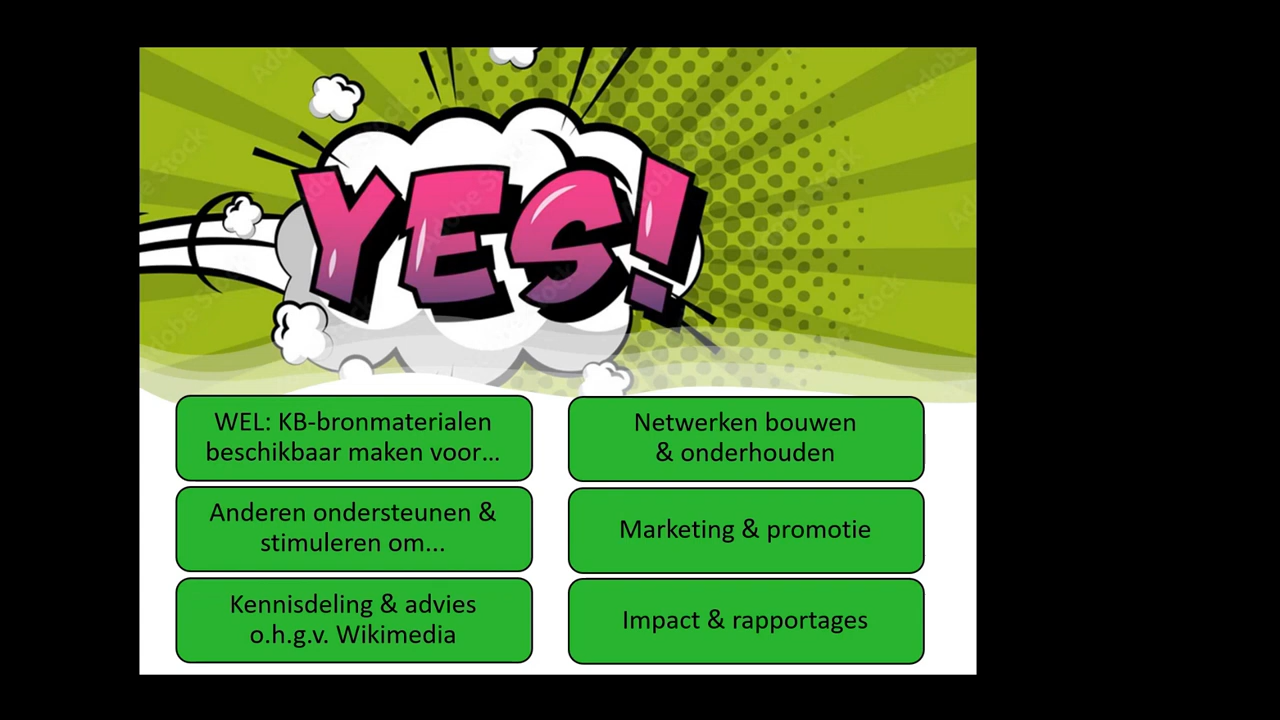 YES!
WEL: KB-bronmaterialen
beschikbaar maken voor...
Anderen ondersteunen &
stimuleren om...
Kennisdeling & advies
o.h.g.v. Wikimedia
Netwerken bouwen
& onderhouden
Marketing & promotie
Impact & rapportages